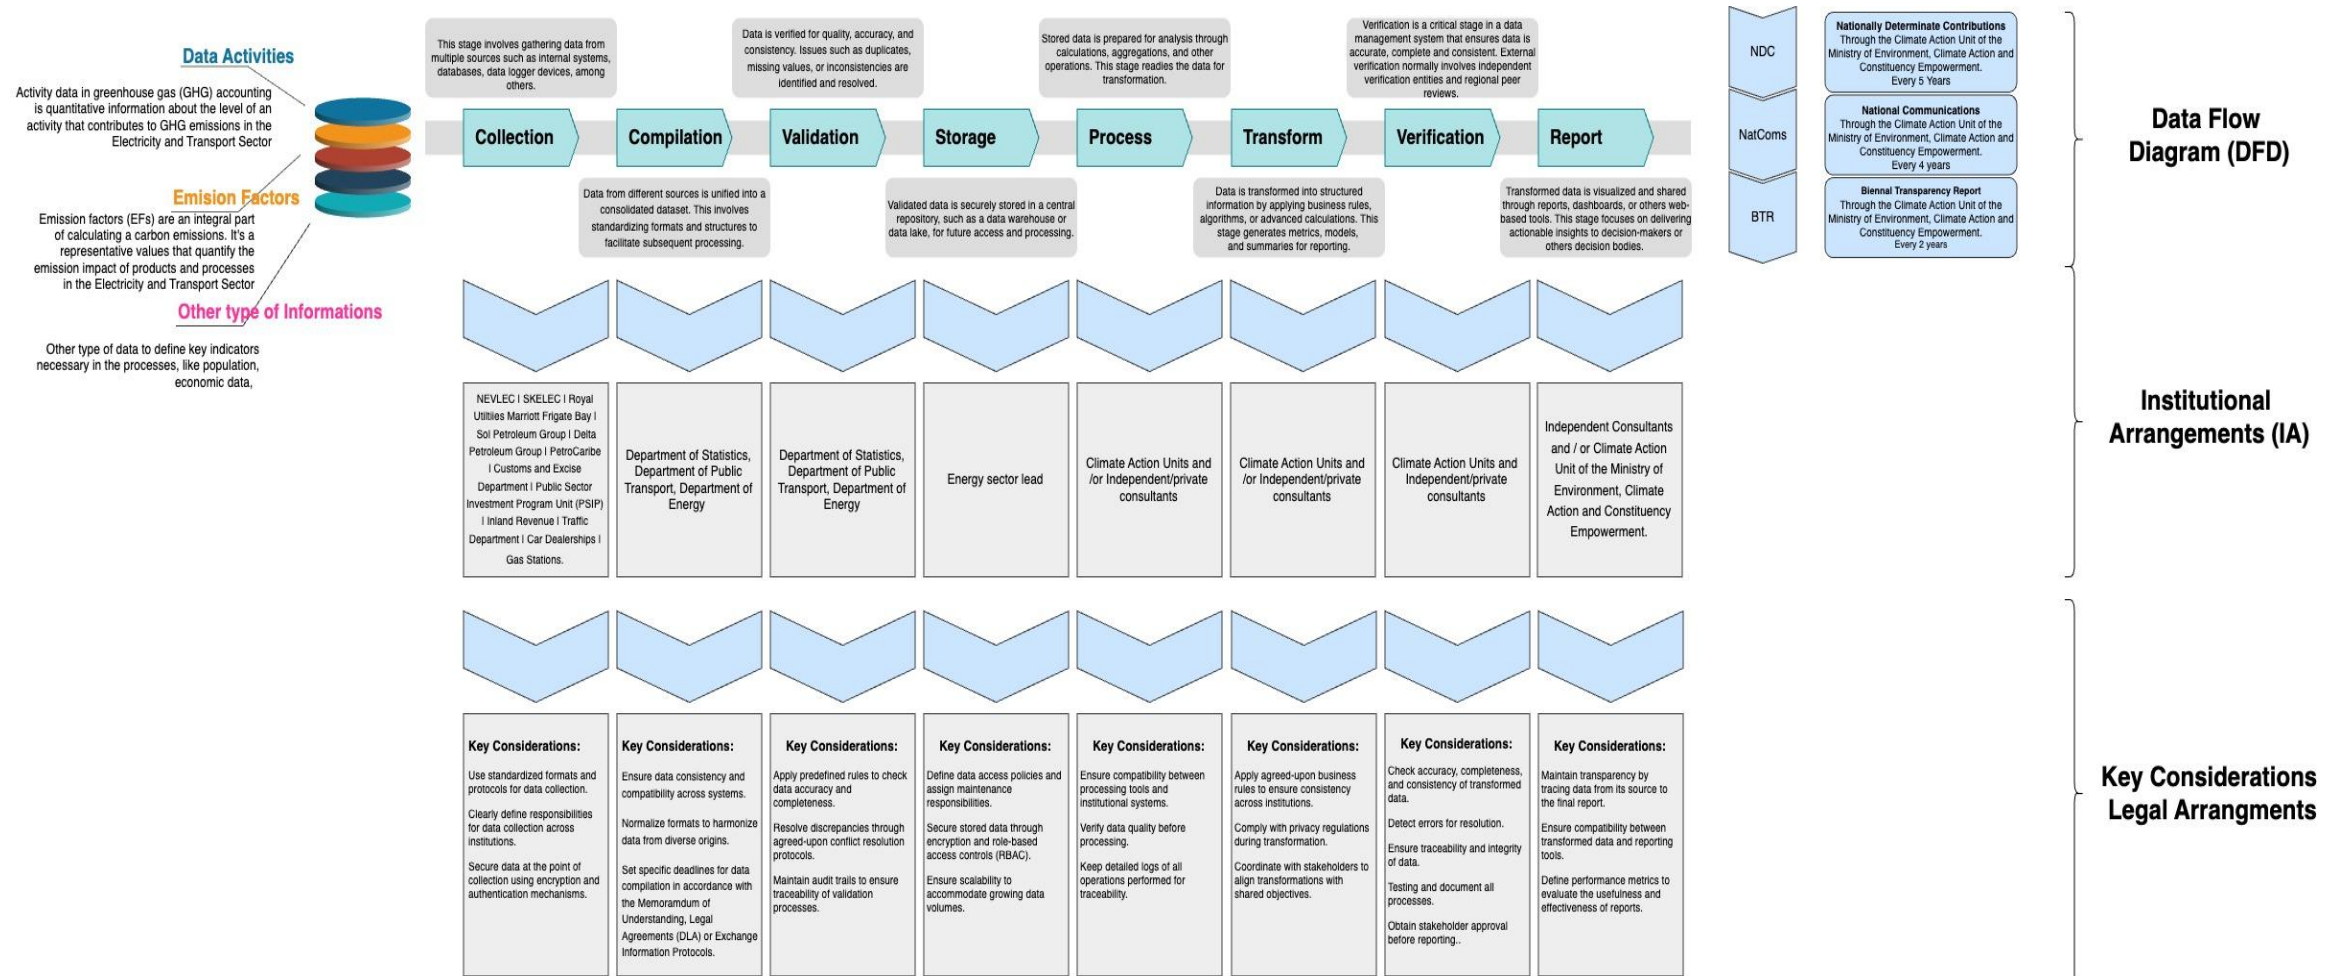 Data Activities
Activity data in greenhouse gas (GHG) accounting
is quantitative information about the level of an
activity that contributes to GHG emissions in the
Electricity and Transport Sector
Emision Factors
Emission factors (EFs) are an integral part
of calculating a carbon emissions. It's a
representative values that quantify the
emission impact of products and processes
in the Electricity and Transport Sector
Other type of Informations
Other type of data to define key indicators
necessary in the processes, like population,
economic data,
This stage involves gathering data from
multiple sources such as internal systems,
databases, data logger devices, among
others.
Data is verified for quality, accuracy, and
consistency. Issues such as duplicates,
missing values, or inconsistencies are
identified and resolved.
Stored data is prepared for analysis through
calculations, aggregations, and other
operations. This stage readies the data for
transformation.
Verification is a critical stage in a data
management system that ensures data is
accurate, complete and consistent. External
verification normally involves independent
verification entities and regional peer
reviews.
Collection
Compilation
Validation
Storage
Process
Transform
Verification
Report
Data from different sources is unified into a
consolidated dataset. This involves
standardizing formats and structures to
facilitate subsequent processing.
Validated data is securely stored in a central
repository, such as a data warehouse or
data lake, for future access and processing.
Data is transformed into structured
information by applying business rules,
algorithms, or advanced calculations. This
stage generates metrics, models,
and summaries for reporting.
Transformed data is visualized and shared
through reports, dashboards, or others web-
based tools. This stage focuses on delivering
actionable insights to decision-makers or
others decision bodies.
NDC
Nationally Determinate Contributions
Through the Climate Action Unit of the
Ministry of Environment, Climate Action and
Constituency Empowerment.
Every 5 Years
NatComs
National Communications
Through the Climate Action Unit of the
Ministry of Environment, Climate Action and
Constituency Empowerment.
Every 4 years
BTR
Biennal Transparency Report
Through the Climate Action Unit of the
Ministry of Environment, Climate Action and
Constituency Empowerment.
Every 2 years
Data Flow
Diagram (DFD)
NEVLEC I SKELEC I Royal
Utiltiies Marriott Frigate Bay I
Sol Petroleum Group I Delta
Petroleum Group I PetroCaribe
I Customs and Excise
Department I Public Sector
Investment Program Unit (PSIP)
I Inland Revenue I Traffic
Department I Car Dealerships I
Gas Stations.
Department of Statistics,
Department of Public
Transport, Department of
Energy
Department of Statistics,
Department of Public
Transport, Department of
Energy
Energy sector lead
Climate Action Units and
/or Independent/private
consultants
Climate Action Units and
/or Independent/private
consultants
Climate Action Units and
Independent/private
consultants
Independent Consultants
and / or Climate Action
Unit of the Ministry of
Environment, Climate
Action and Constituency
Empowerment.
Institutional
Arrangements (IA)
Key Considerations:
Use standardized formats and
protocols for data collection.
Clearly define responsibilities
for data collection across
institutions.
Secure data at the point of
collection using encryption and
authentication mechanisms.
Key Considerations:
Ensure data consistency and
compatibility across systems.
Normalize formats to harmonize
data from diverse origins.
Set specific deadlines for data
compilation in accordance with
the Memoramdum of
Understanding, Legal
Agreements (DLA) or Exchange
Information Protocols.
Key Considerations:
Apply predefined rules to check
data accuracy and
completeness.
Resolve discrepancies through
agreed-upon conflict resolution
protocols.
Maintain audit trails to ensure
traceability of validation
processes.
Key Considerations:
Define data access policies and
assign maintenance
responsibilities.
Secure stored data through
encryption and role-based
access controls (RBAC).
Ensure scalability to
accommodate growing data
volumes.
Key Considerations:
Ensure compatibility between
processing tools and
institutional systems.
Verify data quality before
processing.
Keep detailed logs of all
operations performed for
traceability.
Key Considerations:
Apply agreed-upon business
rules to ensure consistency
across institutions.
Comply with privacy regulations
during transformation.
Coordinate with stakeholders to
align transformations with
shared objectives.
Key Considerations:
Check accuracy, completeness,
and consistency of transformed
data.
Detect errors for resolution.
Ensure traceability and integrity
of data.
Testing and document all
processes.
Obtain stakeholder approval
before reporting..
Key Considerations:
Maintain transparency by
tracing data from its source to
the final report.
Ensure compatibility between
transformed data and reporting
tools.
Define performance metrics to
evaluate the usefulness and
effectiveness of reports.
Key Considerations
Legal Arrangments